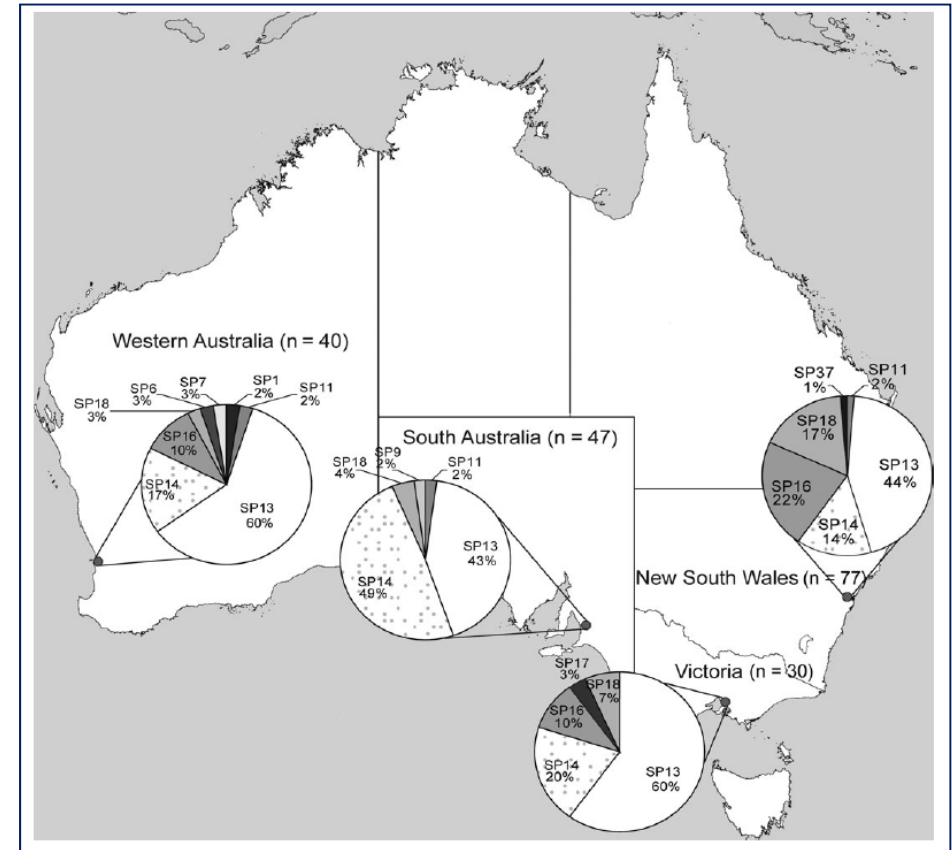 Western Australia (n = 40)
SP18
3%
SP6
3%
SP7
3%
SP1
2%
SP11
2%
SP16
10%
SP14
17%
SP13
60%
South Australia (n = 47)
SP18
4%
SP9
2%
SP11
2%
SP14
49%
SP13
43%
SP37
1%
SP11
2%
SP18
17%
SP16
22%
SP14
14%
SP13
44%
New South Wales (n = 77)
Victoria (n = 30)
SP17
3%
SP18
7%
SP16
10%
SP14
20%
SP13
60%